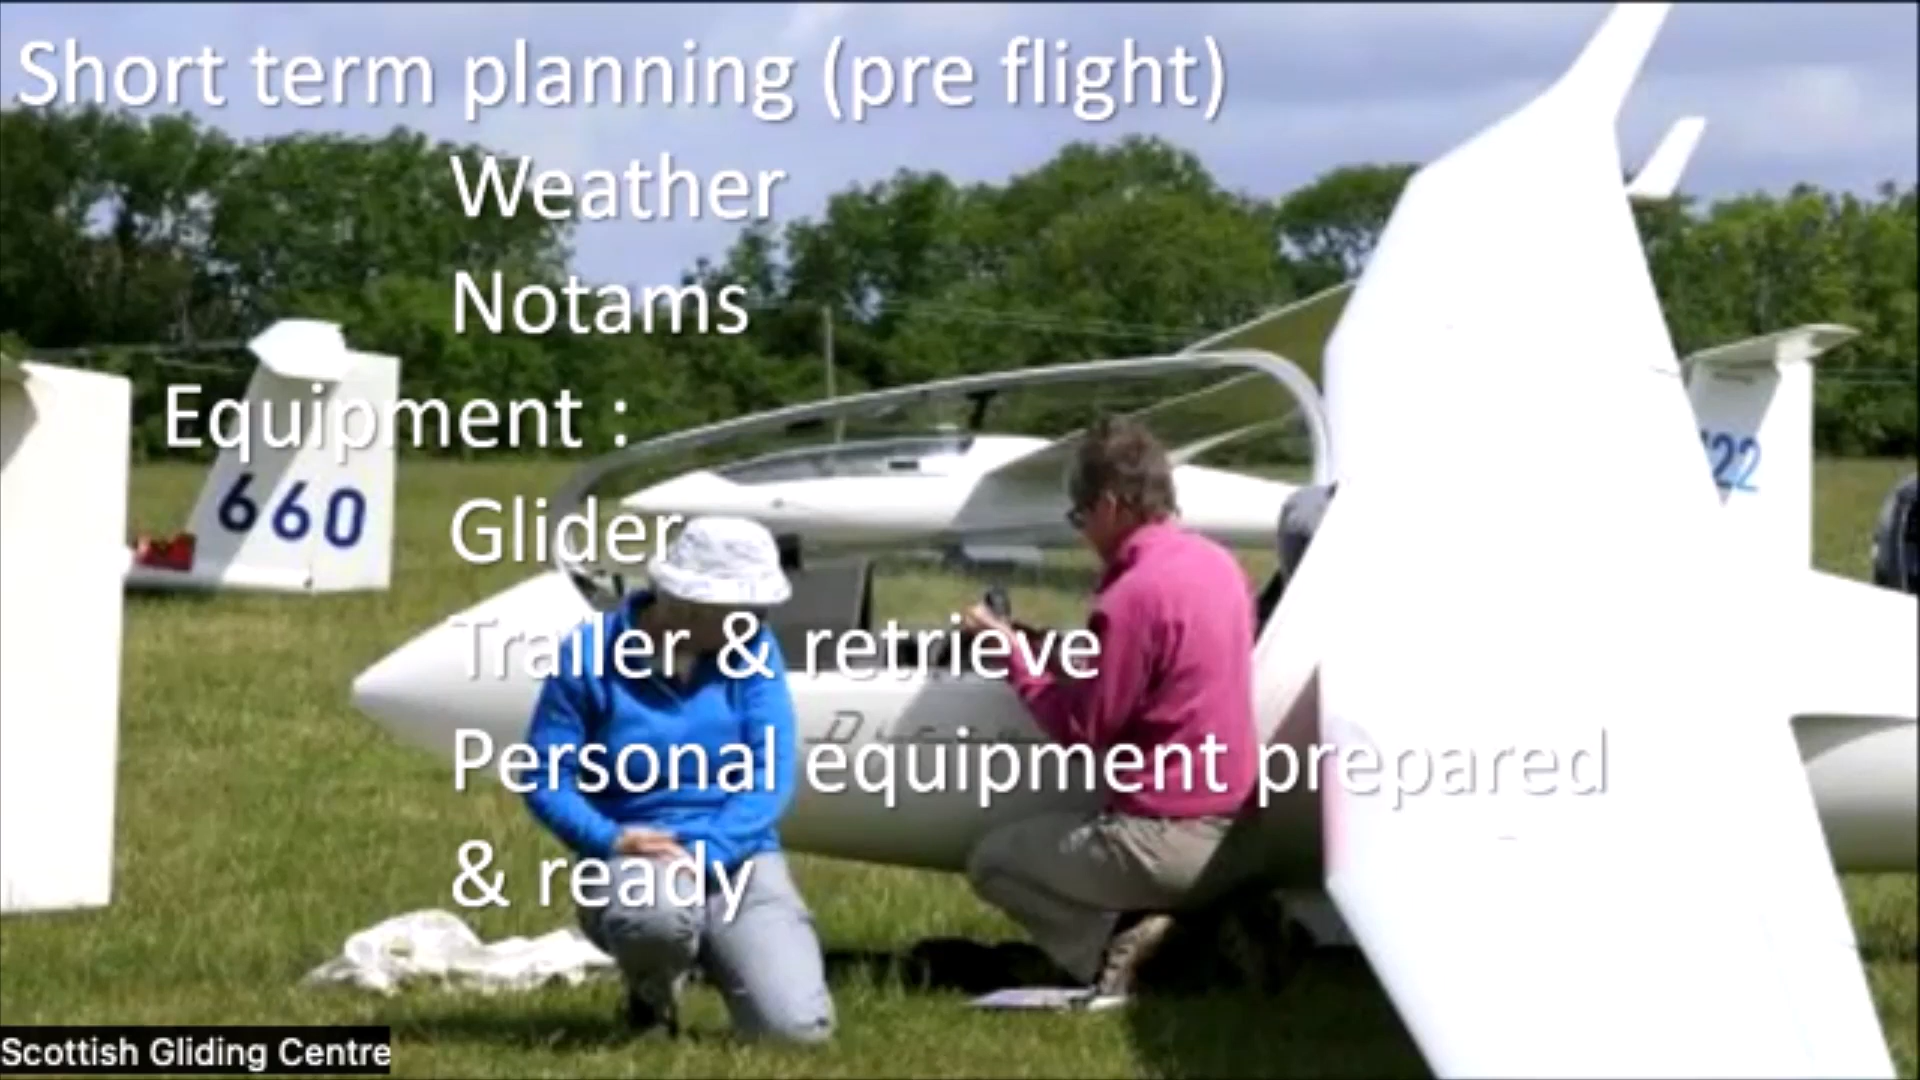 Short term planning (pre flight)
Weather
Notams
Equipment :
Glider
Trailer & retrieve
Personal equipment prepared
& ready
660
22
Scottish Gliding Centre